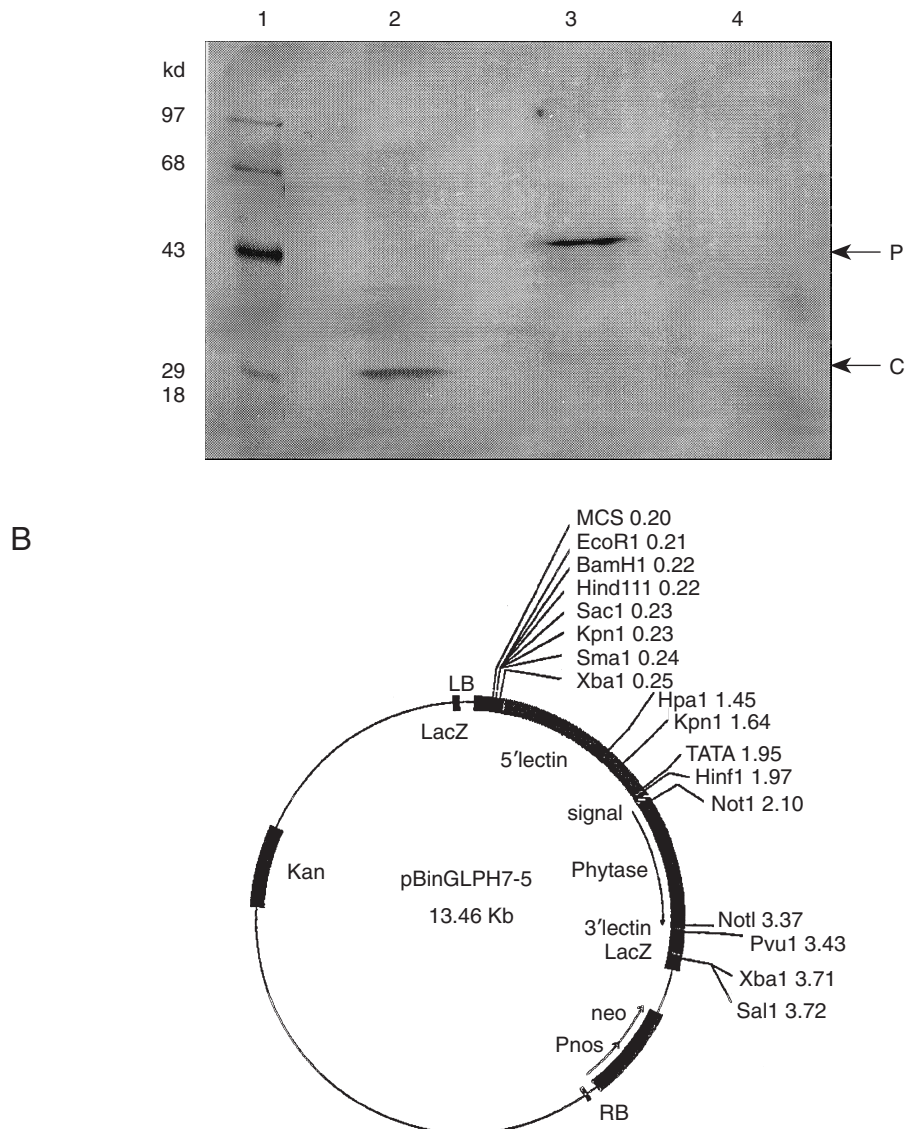 1 2 3 4
kd
97
68
43
P
29
C
18
B
MCS 0.20
EcoR1 0.21
BamH1 0.22
Hind111 0.22
Sac1 0.23
Kpn1 0.23
Sma1 0.24
Xba1 0.25
LB
Hpa1 1.45
Kpn1 1.64
LacZ
5′lectin
TATA 1.95
Hinf1 1.97
Not1 2.10
signal
Kan
Phytase
pBinGLPH7-5
13.46 Kb
3′lectin
NotI 3.37
Pvu1 3.43
LacZ
Xba1 3.71
Sal1 3.72
neo
Pnos
RB